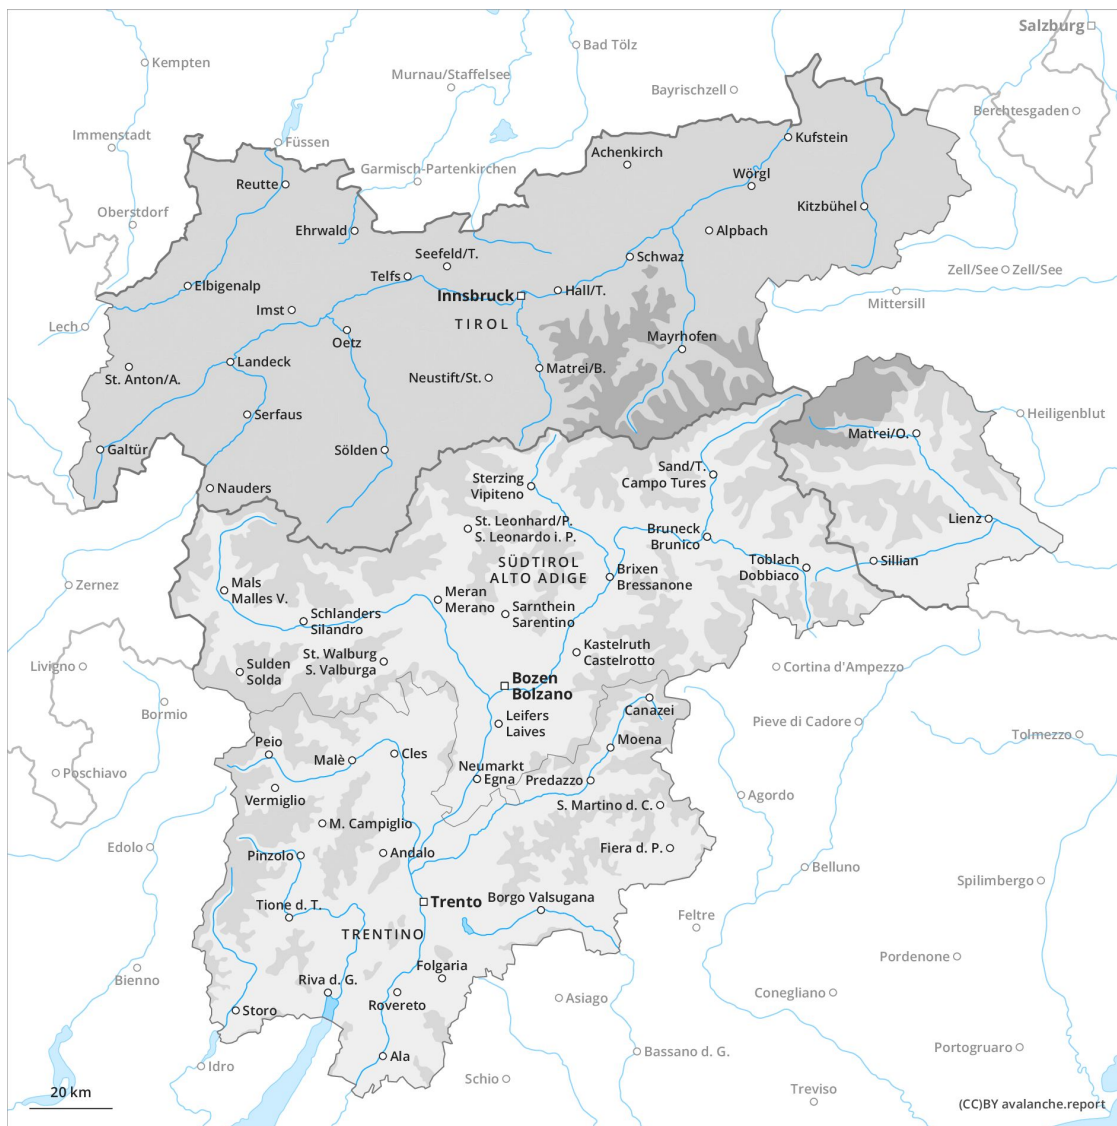 Salzburg
Bad Tölz
Kempten
Murnau/Staffelsee
Bayrischzell
Berchtesgaden
Immenstadt
Füssen
Kufstein
Achenkirch
Garmisch-Partenkirchen
Wörgl
Reutte
Kitzbühel
Oberstdorf
Ehrwald
Alpbach
Seefeld/T.
Schwaz
Zell/See
Zell/See
Telfs
Elbigenalp
Hall/T.
Innsbruck
Mittersill
Imst
TIROL
Lech
Oetz
Mayrhofen
Landeck
Matrei/B.
St. Anton/A.
Neustift/St.
Serfaus
Heiligenblut
Matrei/O.
Galtür
Sölden
Sand/T.
Campo Tures
Sterzing
Vipiteno
Nauders
Lienz
St. Leonhard/P.
S. Leonardo i. P.
Bruneck
Brunico
SÜDTIROL
ALTO ADIGE
Toblach
Dobbiaco
Sillian
Brixen
Bressanone
Zernez
Mals
Malles V.
Meran
Merano
Sarnthein
Sarentino
Schlanders
Silandro
Kastelruth
Castelrotto
St. Walburg
S. Valburga
Livigno
Sulden
Solda
Cortina d'Ampezzo
Bozen
Bolzano
Bormio
Canazei
Leifers
Laives
Pieve di Cadore
Tolmezzo
Moena
Peio
Cles
Malè
Neumarkt
Egna
Predazzo
Poschiavo
Vermiglio
Agordo
S. Martino d. C.
M. Campiglio
Edolo
Pinzolo
Andalo
Fiera d. P.
Belluno
Spilimbergo
Tione d. T.
Trento
Borgo Valsugana
Feltre
TRENTINO
Pordenone
Bienno
Folgaria
Riva d. G.
Rovereto
Asiago
Conegliano
Storo
Portogruaro
Ala
Bassano d. G.
Idro
Schio
Treviso
20 km
(CC)BY avalanche.report